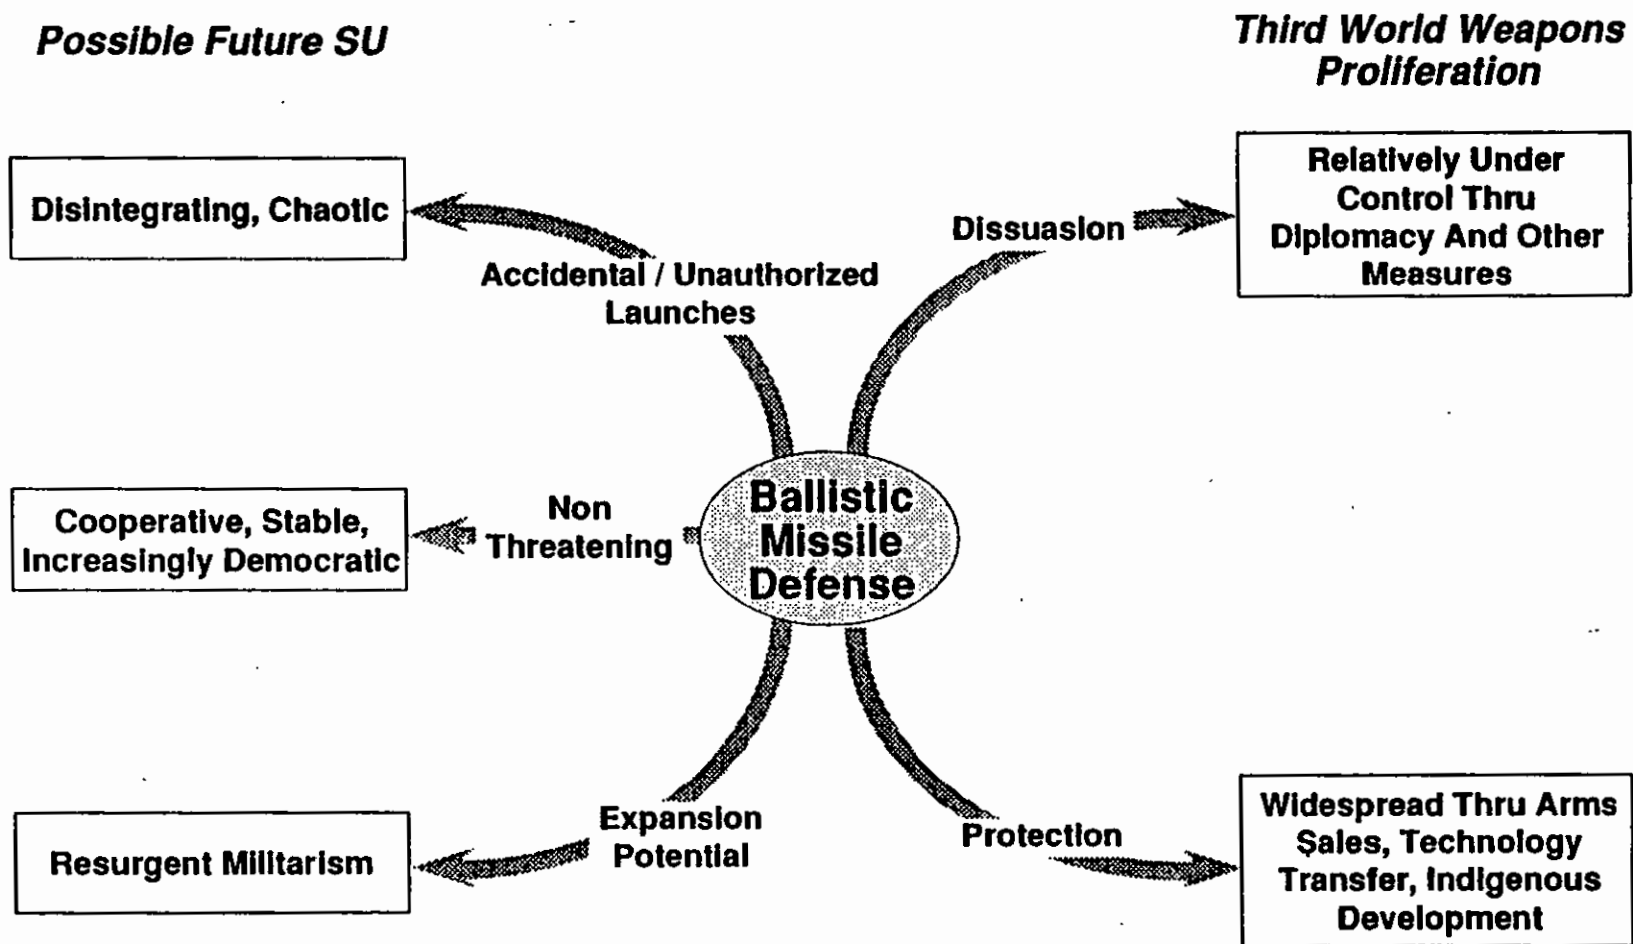 Possible Future SU
Third World Weapons
Proliferation
Disintegrating, Chaotic
Accidental / Unauthorized
Launches
Dissuasion
Relatively Under
Control Thru
Diplomacy And Other
Measures
Cooperative, Stable,
Increasingly Democratic
Non
Threatening
Ballistic
Missile
Defense
Resurgent Militarism
Expansion
Potential
Protection
Widespread Thru Arms
Sales, Technology
Transfer, Indigenous
Development